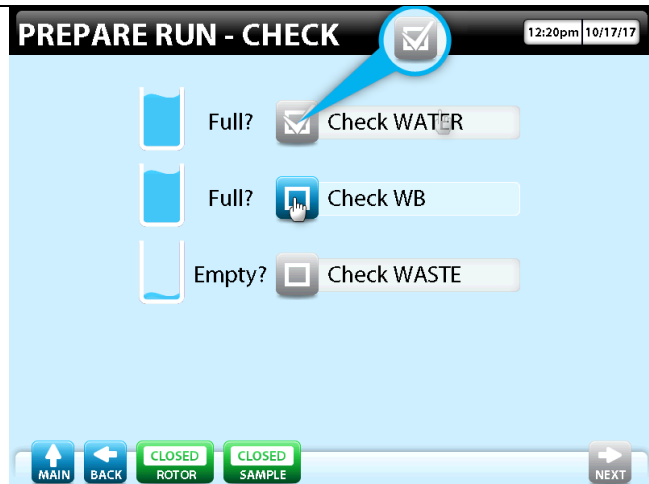 PREPARE RUN - CHECK
12:20pm 10/17/17
Full? Check WATER
Full? Check WB
Empty? Check WASTE
MAIN BACK CLOSED ROTOR CLOSED SAMPLE NEXT